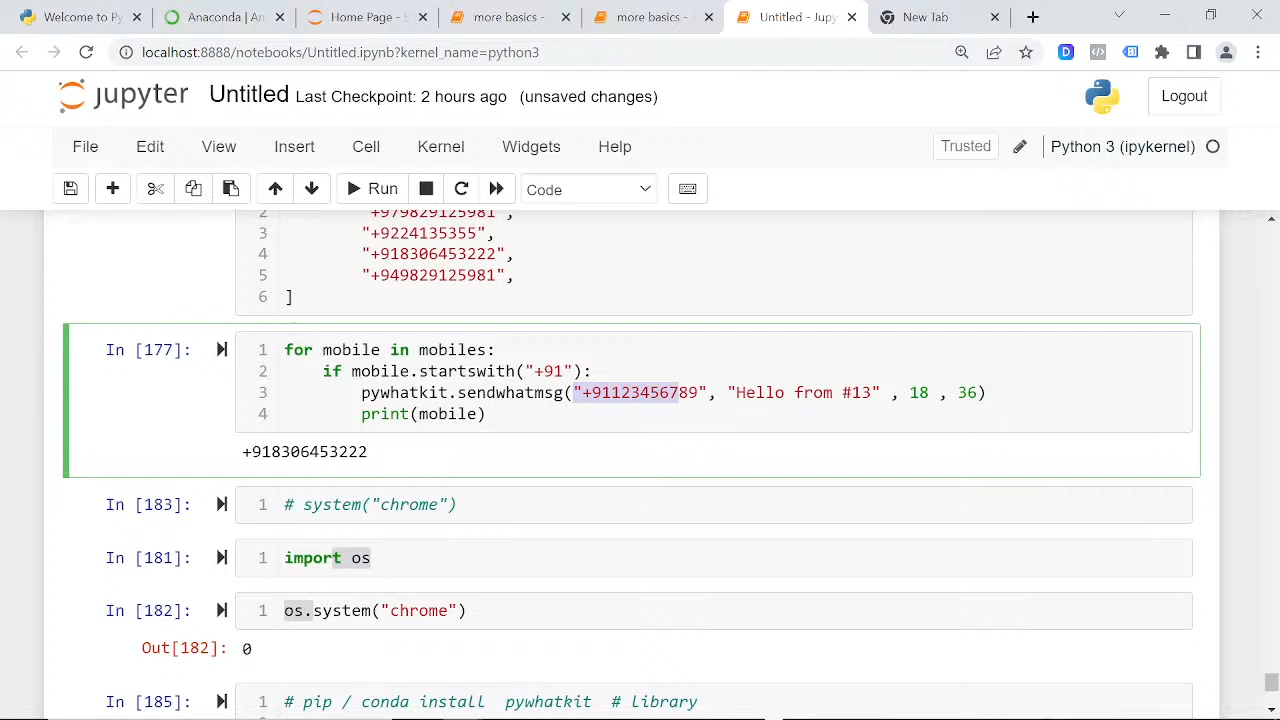 Welcome to Py
Anaconda | An
Home Page - S
more basics -
more basics -
Untitled - Jupy
New Tab
localhost:8888/notebooks/Untitled.ipynb?kernel_name=python3
jupyter Untitled Last Checkpoint: 2 hours ago (unsaved changes)
Logout
File Edit View Insert Cell Kernel Widgets Help
Trusted Python 3 (ipykernel)
Run Code
2 "+979829125981",
3 "+9224135355",
4 "+918306453222",
5 "+949829125981",
6 ]
In [177]: 1 for mobile in mobiles:
2 if mobile.startswith("+91"):
3 pywhatkit.sendwhatmsg("+91123456789", "Hello from #13" , 18 , 36)
4 print(mobile)
+918306453222
In [183]: 1 # system("chrome")
In [181]: 1 import os
In [182]: 1 os.system("chrome")
Out[182]: 0
In [185]: 1 # pip / conda install pywhatkit # library